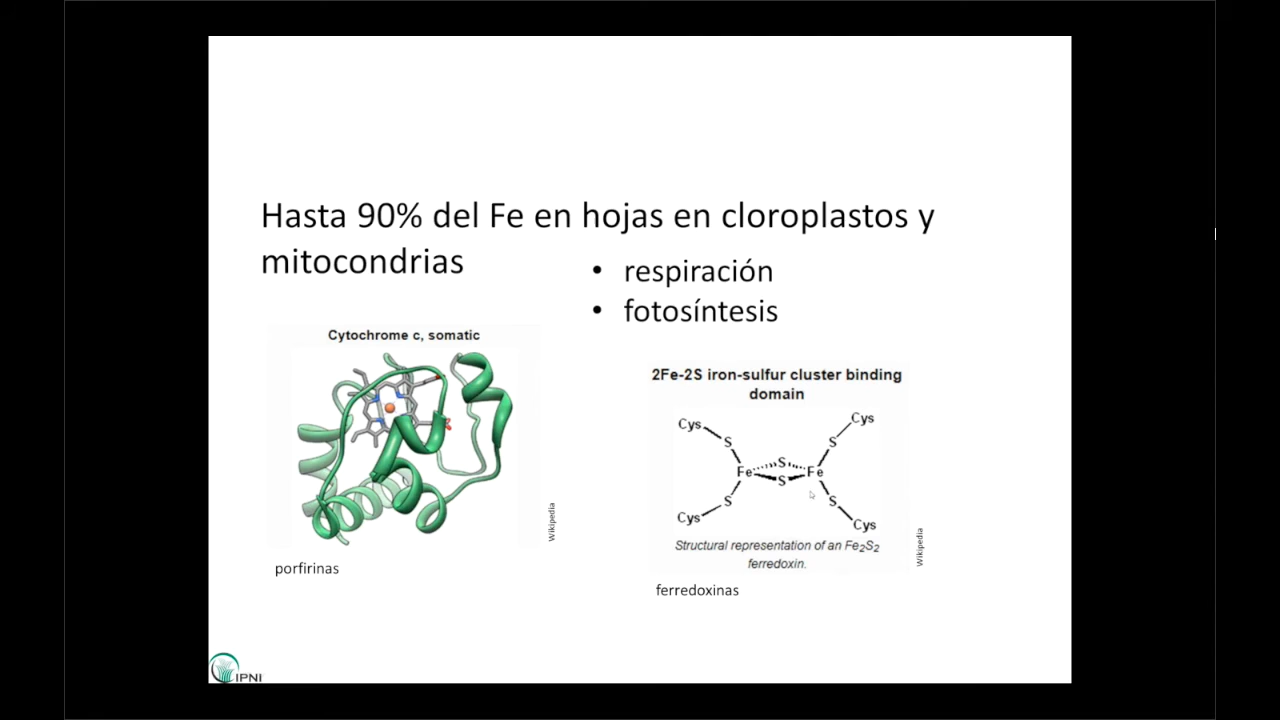 Hasta 90% del Fe en hojas en cloroplastos y
mitocondrias
• respiración
• fotosíntesis
Cytochrome c, somatic
Wikipedia
porfirinas
2Fe-2S iron-sulfur cluster binding
domain
Cys
Cys
S
S
S
Fe
Fe
S
S
S
Cys
Cys
Structural representation of an Fe₂S₂
ferredoxin.
Wikipedia
ferredoxinas
IPNI